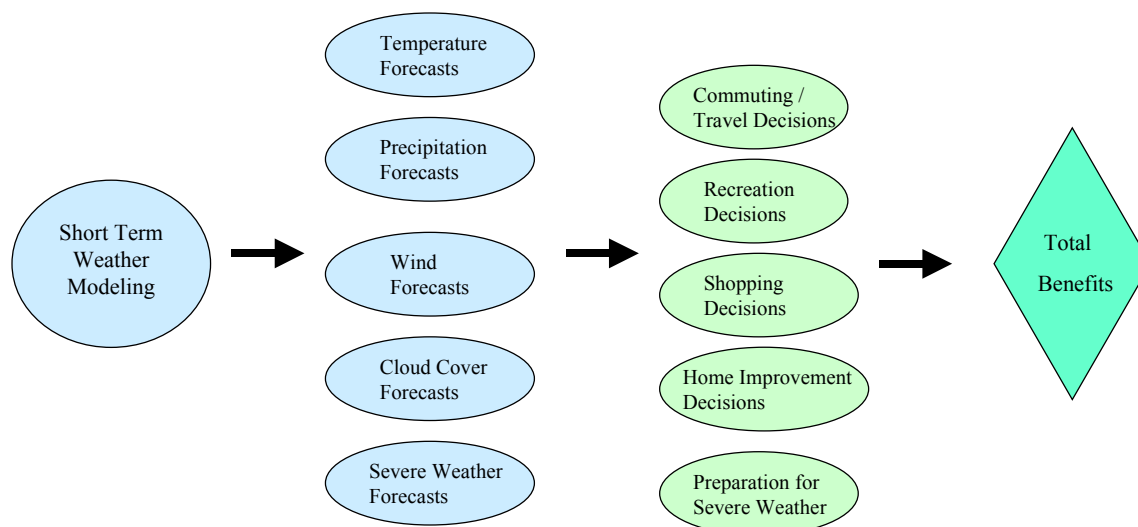 Short Term
Weather
Modeling
Temperature
Forecasts
Precipitation
Forecasts
Wind
Forecasts
Cloud Cover
Forecasts
Severe Weather
Forecasts
Commuting /
Travel Decisions
Recreation
Decisions
Shopping
Decisions
Home Improvement
Decisions
Preparation for
Severe Weather
Total
Benefits